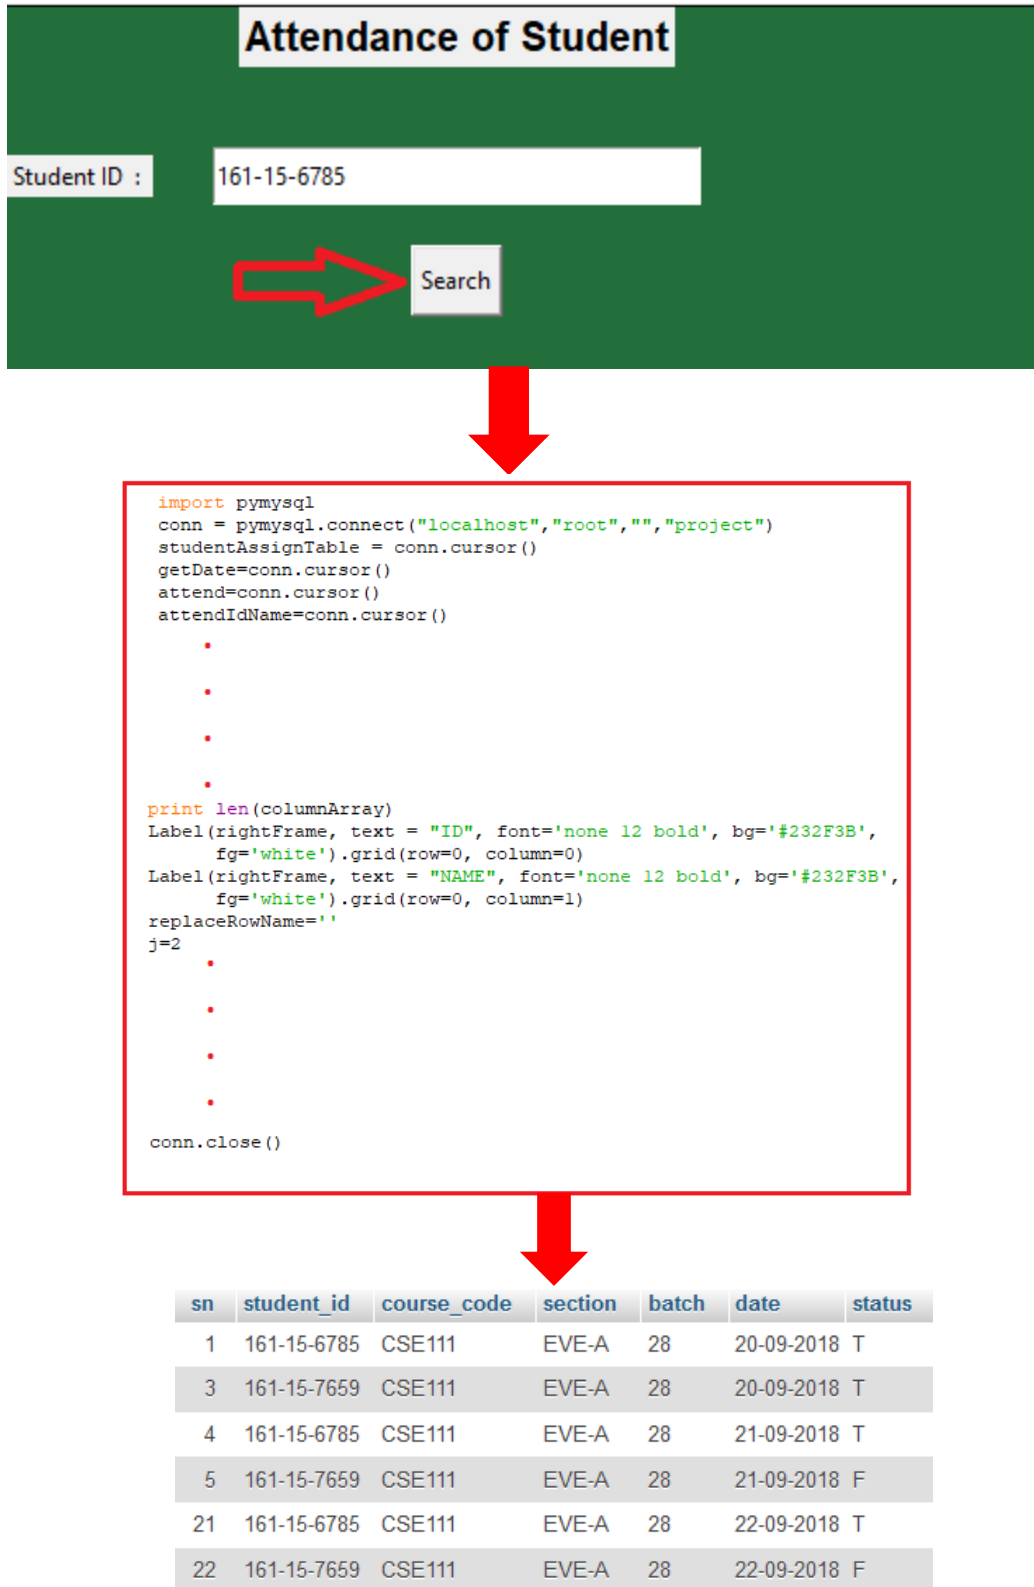 Attendance of Student
Student ID :
161-15-6785
Search
import pymysql
conn = pymysql.connect("localhost","root","","project")
studentAssignTable = conn.cursor()
getDate=conn.cursor()
attend=conn.cursor()
attendIdName=conn.cursor()
print len(columnArray)
Label(rightFrame, text = "ID", font='none 12 bold', bg='#232F3B',
fg='white').grid(row=0, column=0)
Label(rightFrame, text = "NAME", font='none 12 bold', bg='#232F3B',
fg='white').grid(row=0, column=1)
replaceRowName=''
j=2
conn.close()
sn student_id course_code section batch date status
1 161-15-6785 CSE111 EVE-A 28 20-09-2018 T
3 161-15-7659 CSE111 EVE-A 28 20-09-2018 T
4 161-15-6785 CSE111 EVE-A 28 21-09-2018 T
5 161-15-7659 CSE111 EVE-A 28 21-09-2018 F
21 161-15-6785 CSE111 EVE-A 28 22-09-2018 T
22 161-15-7659 CSE111 EVE-A 28 22-09-2018 F